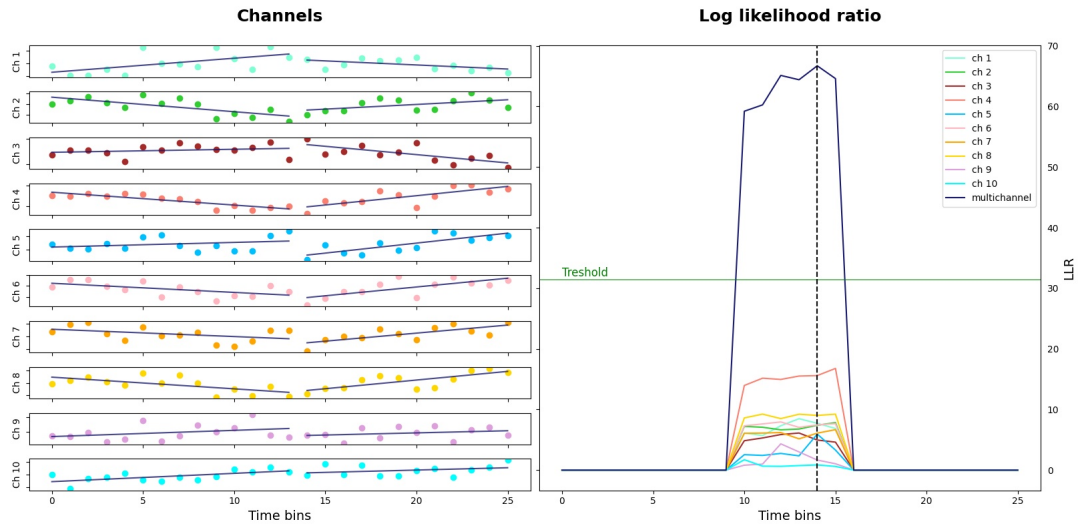 Channels
Log likelihood ratio
Ch 1
Ch 2
Ch 3
Ch 4
Ch 5
Ch 6
Ch 7
Ch 8
Ch 9
Ch 10
0 5 10 15 20 25
Time bins
Treshold
ch 1
ch 2
ch 3
ch 4
ch 5
ch 6
ch 7
ch 8
ch 9
ch 10
multichannel
70
60
50
40
30
20
10
0
LLR
0 5 10 15 20 25
Time bins